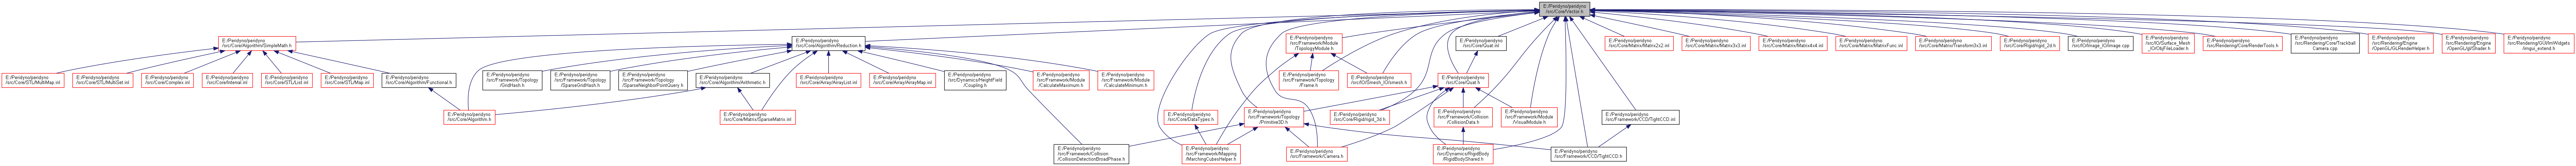 E:/Peridyno/peridyno
/src/Core/Vector.h
E:/Peridyno/peridyno
/src/Core/Algorithm/SimpleMath.h
E:/Peridyno/peridyno
/src/Core/Algorithm/Reduction.h
E:/Peridyno/peridyno
/src/Framework/Module
/TopologyModule.h
E:/Peridyno/peridyno
/src/Core/Quat.inl
E:/Peridyno/peridyno
/src/Core/Matrix/Matrix2x2.inl
E:/Peridyno/peridyno
/src/Core/Matrix/Matrix3x3.inl
E:/Peridyno/peridyno
/src/Core/Matrix/Matrix4x4.inl
E:/Peridyno/peridyno
/src/Core/Matrix/MatrixFunc.inl
E:/Peridyno/peridyno
/src/Core/Matrix/Transform3x3.inl
E:/Peridyno/peridyno
/src/Core/Rigid/rigid_2d.h
E:/Peridyno/peridyno
/src/IO/Image_IO/image.cpp
E:/Peridyno/peridyno
/src/IO/Surface_Mesh
_IO/ObjFileLoader.h
E:/Peridyno/peridyno
/src/Rendering/Core/RenderTools.h
E:/Peridyno/peridyno
/src/Rendering/Core/Trackball
Camera.cpp
E:/Peridyno/peridyno
/src/Rendering/Engine
/OpenGL/GLRenderHelper.h
E:/Peridyno/peridyno
/src/Rendering/Engine
/OpenGL/gl/Shader.h
E:/Peridyno/peridyno
/src/Rendering/GUI/ImWidgets
/imgui_extend.h
E:/Peridyno/peridyno
/src/Core/STL/MultiMap.inl
E:/Peridyno/peridyno
/src/Core/STL/MultiSet.inl
E:/Peridyno/peridyno
/src/Core/Complex.inl
E:/Peridyno/peridyno
/src/Core/Interval.inl
E:/Peridyno/peridyno
/src/Core/STL/List.inl
E:/Peridyno/peridyno
/src/Core/STL/Map.inl
E:/Peridyno/peridyno
/src/Core/Algorithm/Functional.h
E:/Peridyno/peridyno
/src/Framework/Topology
/GridHash.h
E:/Peridyno/peridyno
/src/Framework/Topology
/SparseGridHash.h
E:/Peridyno/peridyno
/src/Framework/Topology
/SparseNeighborPointQuery.h
E:/Peridyno/peridyno
/src/Core/Algorithm/Arithmetic.h
E:/Peridyno/peridyno
/src/Core/Array/ArrayList.inl
E:/Peridyno/peridyno
/src/Core/Array/ArrayMap.inl
E:/Peridyno/peridyno
/src/Dynamics/HeightField
/Coupling.h
E:/Peridyno/peridyno
/src/Framework/Module
/CalculateMaximum.h
E:/Peridyno/peridyno
/src/Framework/Module
/CalculateMinimum.h
E:/Peridyno/peridyno
/src/Framework/Topology
/Frame.h
E:/Peridyno/peridyno
/src/IO/Smesh_IO/smesh.h
E:/Peridyno/peridyno
/src/Core/Quat.h
E:/Peridyno/peridyno
/src/Core/Algorithm.h
E:/Peridyno/peridyno
/src/Core/Matrix/SparseMatrix.inl
E:/Peridyno/peridyno
/src/Core/DataTypes.h
E:/Peridyno/peridyno
/src/Framework/Topology
/Primitive3D.h
E:/Peridyno/peridyno
/src/Core/Rigid/rigid_3d.h
E:/Peridyno/peridyno
/src/Framework/Collision
/CollisionData.h
E:/Peridyno/peridyno
/src/Framework/Module
/VisualModule.h
E:/Peridyno/peridyno
/src/Framework/CCD/TightCCD.inl
E:/Peridyno/peridyno
/src/Framework/Collision
/CollisionDetectionBroadPhase.h
E:/Peridyno/peridyno
/src/Framework/Mapping
/MarchingCubesHelper.h
E:/Peridyno/peridyno
/src/Framework/Camera.h
E:/Peridyno/peridyno
/src/Dynamics/RigidBody
/RigidBodyShared.h
E:/Peridyno/peridyno
/src/Framework/CCD/TightCCD.h